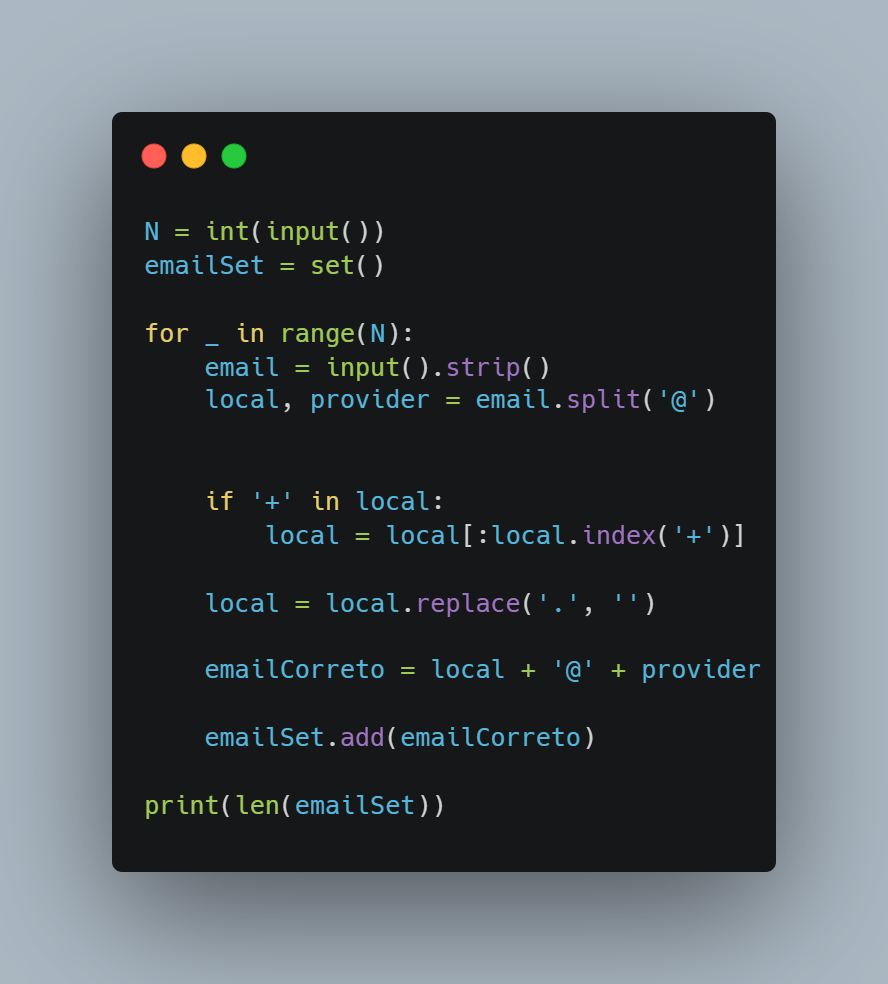 N = int(input())
emailSet = set()
for _ in range(N):
    email = input().strip()
    local, provider = email.split('@')
    if '+' in local:
        local = local[:local.index('+')]
    local = local.replace('.', '')
    emailCorreto = local + '@' + provider
    emailSet.add(emailCorreto)
print(len(emailSet))